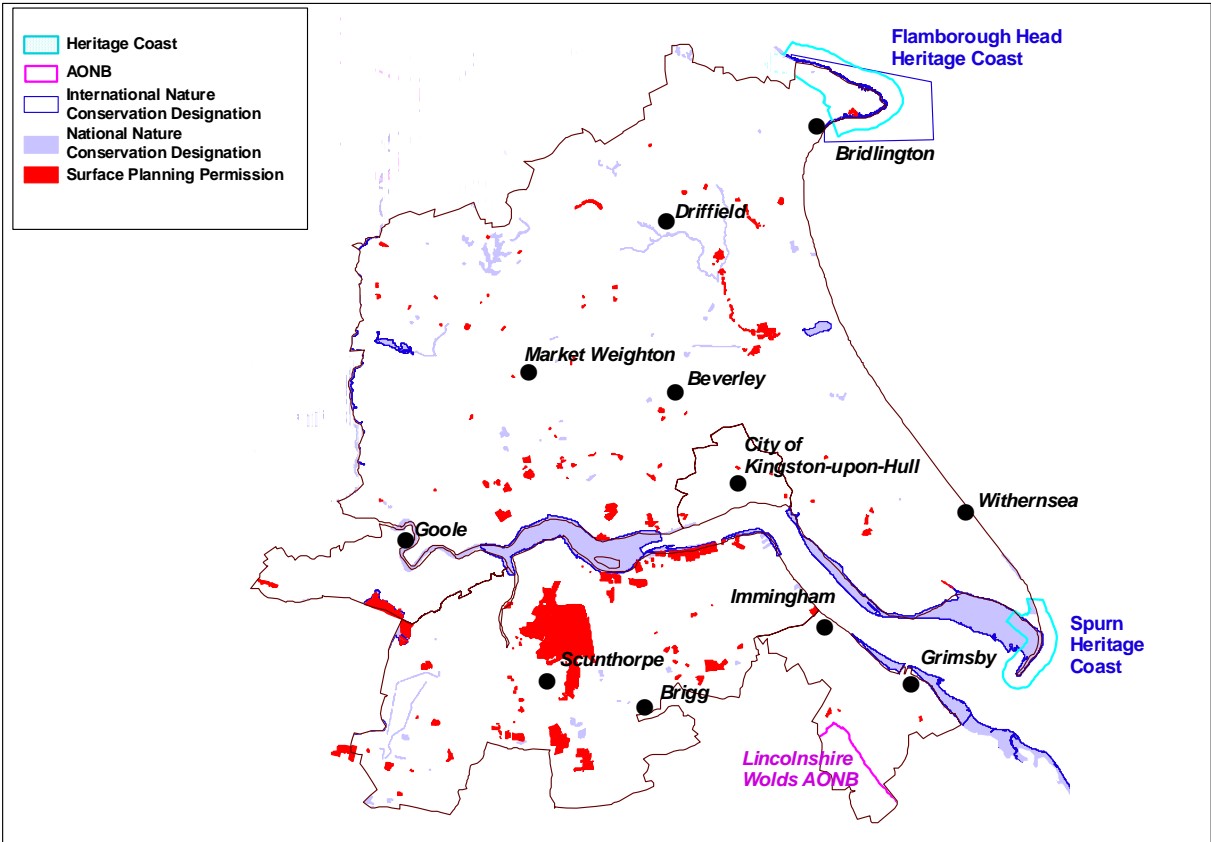 Heritage Coast
AONB
International Nature
Conservation Designation
National Nature
Conservation Designation
Surface Planning Permission
Flamborough Head
Heritage Coast
Bridlington
Driffield
Market Weighton
Beverley
City of
Kingston-upon-Hull
Withernsea
Goole
Immingham
Spurn
Heritage
Coast
Scunthorpe
Grimsby
Brigg
Lincolnshire
Wolds AONB